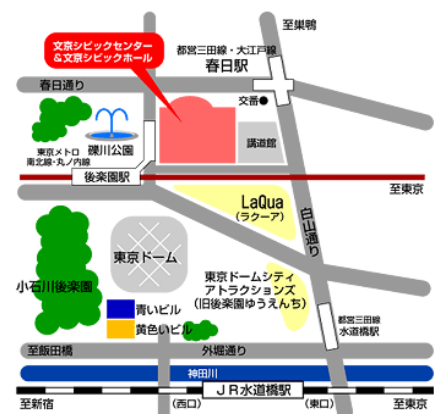 至巣鴨
文京シビックセンター
&文京シビックホール
都営三田線・大江戸線
春日駅
春日通り
交番
講道館
礫川公園
東京メトロ
南北線・丸ノ内線
後楽園駅
至東京
LaQua
(ラクーア)
白山通り
東京ドーム
小石川後楽園
東京ドームシティ
アトラクションズ
(旧後楽園ゆうえんち)
青いビル
黄色いビル
都営三田線
水道橋駅
至飯田橋
外堀通り
神田川
JR水道橋駅
至新宿
(西口)
(東口)
至東京